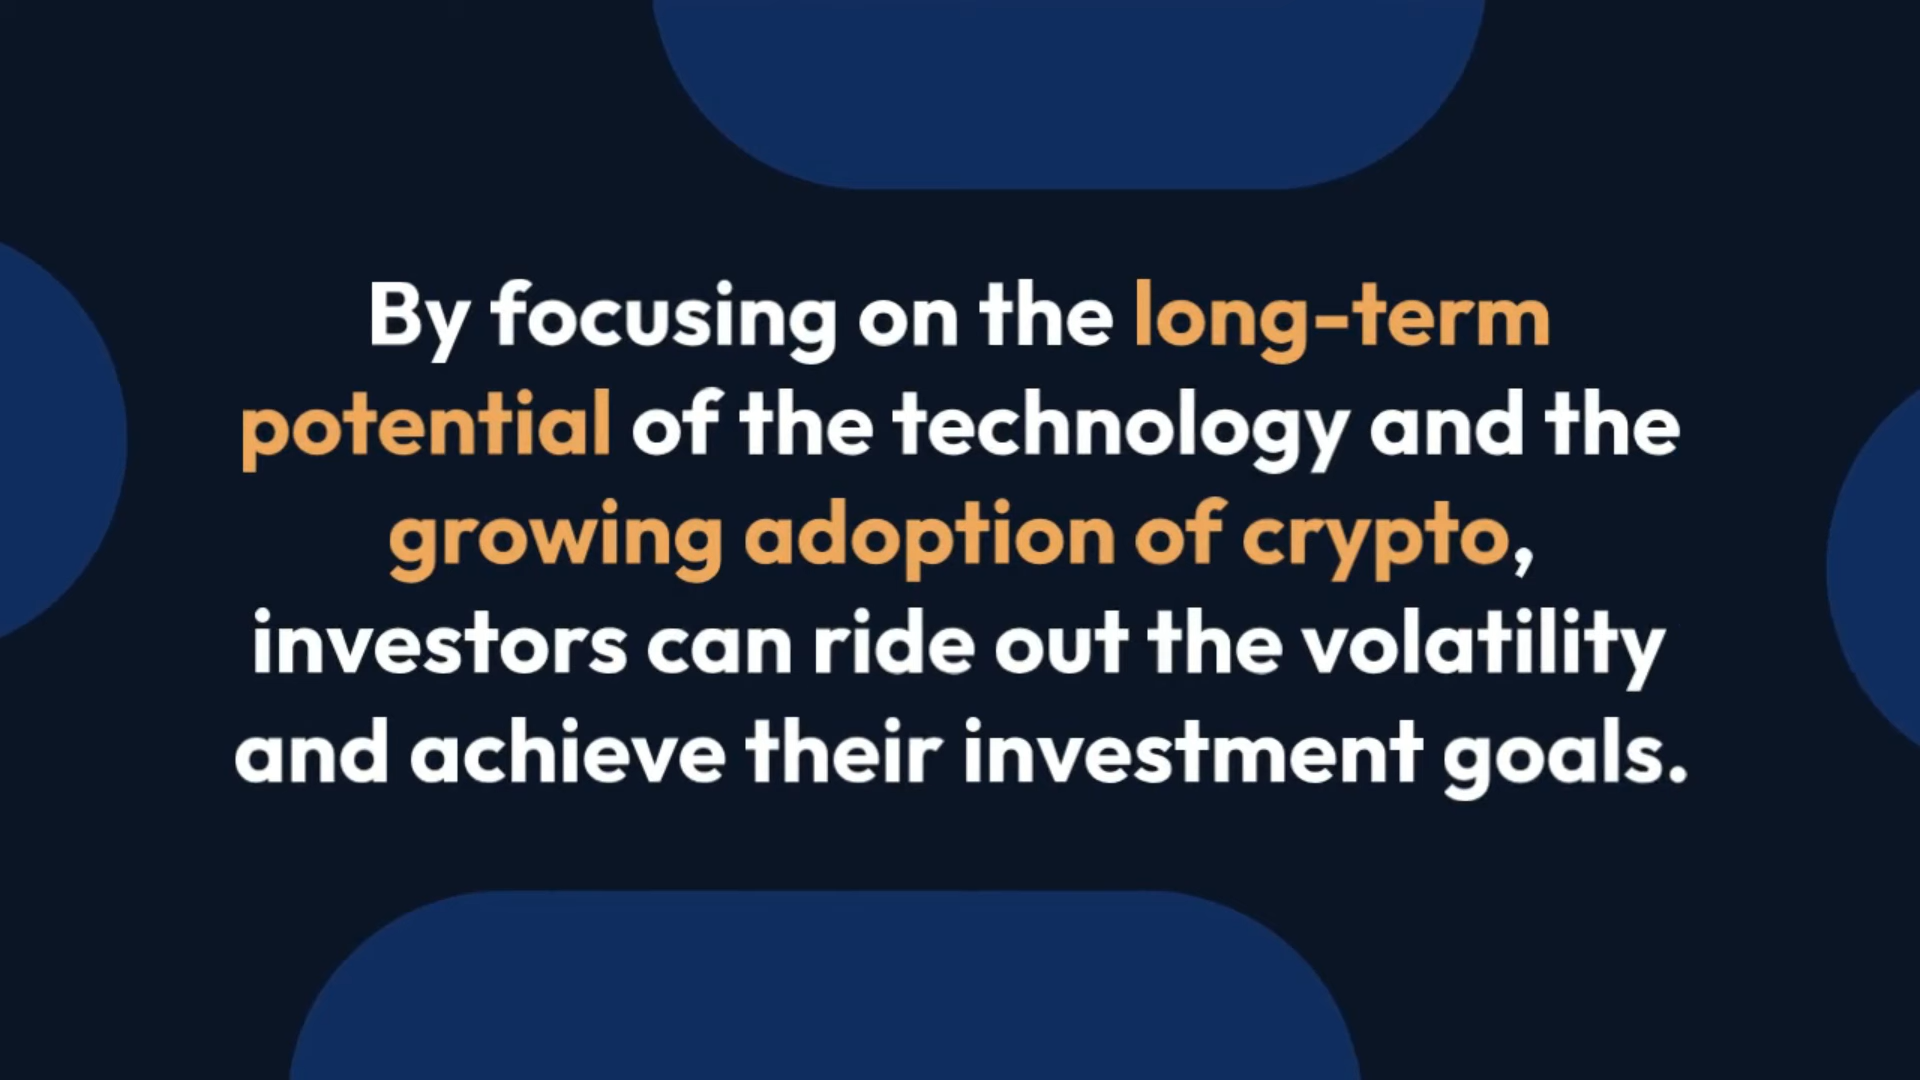 By focusing on the long-term
potential of the technology and the
growing adoption of crypto,
investors can ride out the volatility
and achieve their investment goals.